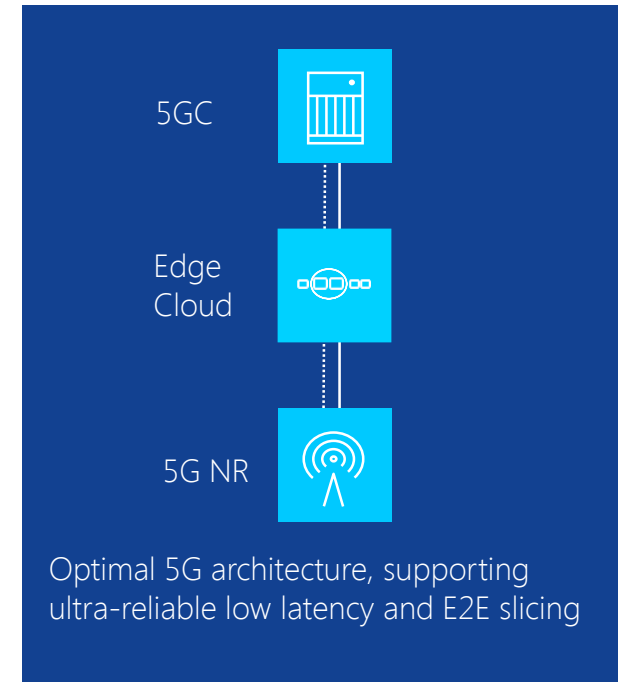 5GC
Edge
Cloud
5G NR
Optimal 5G architecture, supporting
ultra-reliable low latency and E2E slicing